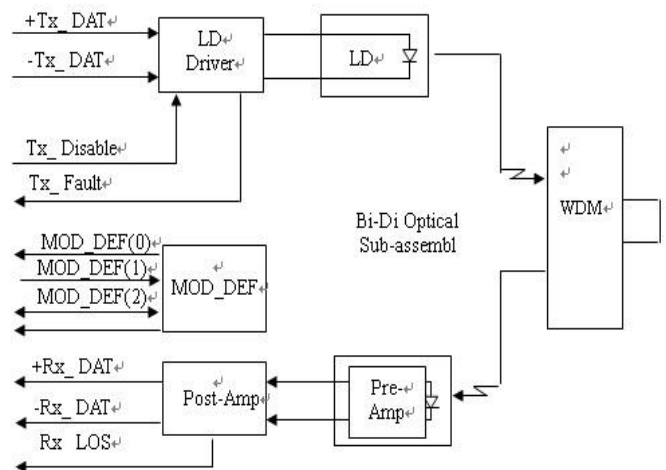 +Tx_DAT
-Tx_DAT
LD
Driver
LD
Tx_Disable
Tx_Fault
WDM
Bi-Di Optical
Sub-assembl
MOD_DEF(0)
MOD_DEF(1)
MOD_DEF(2)
MOD_DEF
+Rx_DAT
-Rx_DAT
Rx LOS
Post-Amp
Pre-
Amp